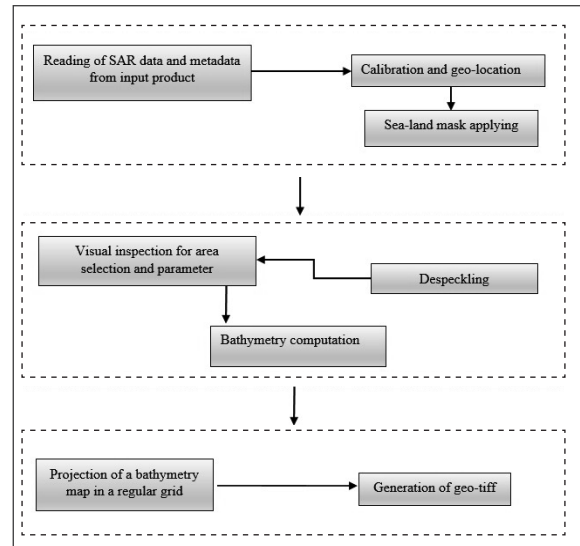 Reading of SAR data and metadata
from input product
Calibration and geo-location
Sea-land mask applying
Visual inspection for area
selection and parameter
Despeckling
Bathymetry computation
Projection of a bathymetry
map in a regular grid
Generation of geo-tiff